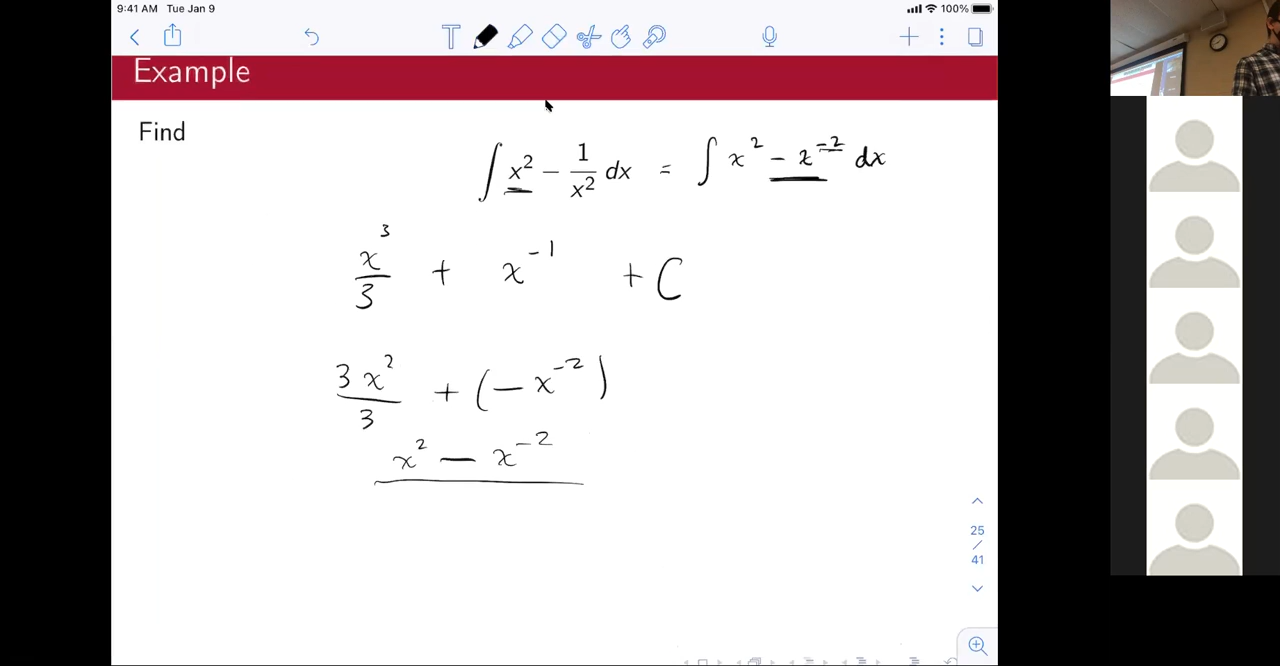 9:41 AM Tue Jan 9 100%
T
Example
Find
∫ x² − 1/x² dx = ∫ x² − x⁻² dx
x³/3 + x⁻¹ + C
3x²/3 + (− x⁻²)
x² − x⁻²
25
/
41